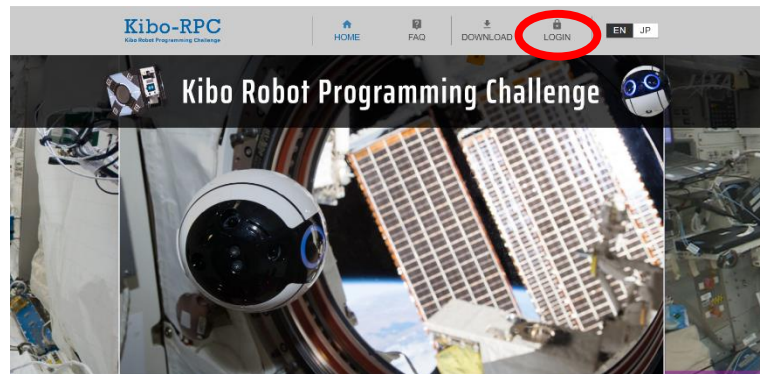 Kibo-RPC
Kibo Robot Programming Challenge
HOME
FAQ
DOWNLOAD
LOGIN
EN JP
Kibo Robot Programming Challenge